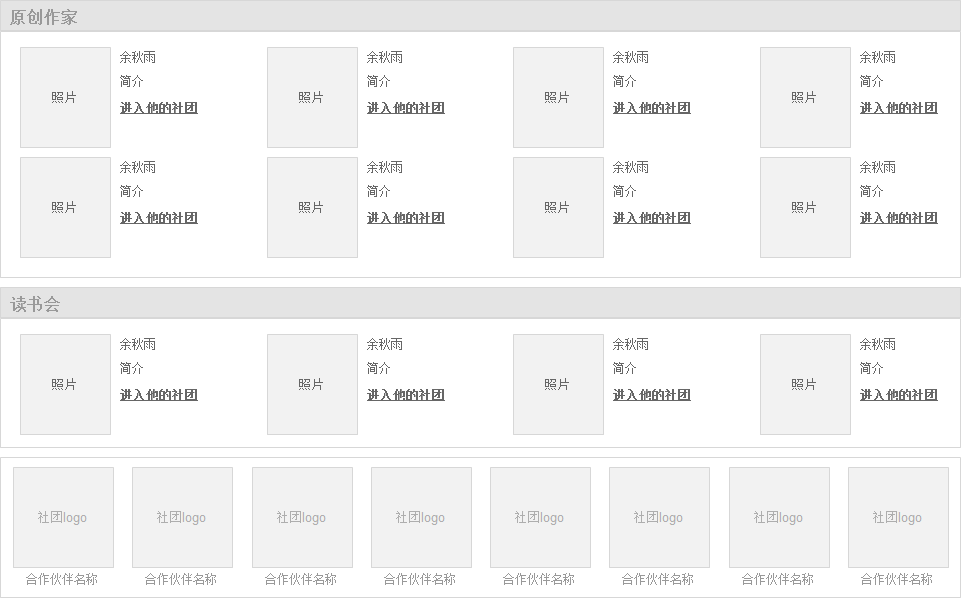 原创作家
照片
余秋雨
简介
进入他的社团
照片
余秋雨
简介
进入他的社团
照片
余秋雨
简介
进入他的社团
照片
余秋雨
简介
进入他的社团
照片
余秋雨
简介
进入他的社团
照片
余秋雨
简介
进入他的社团
照片
余秋雨
简介
进入他的社团
照片
余秋雨
简介
进入他的社团
读书会
照片
余秋雨
简介
进入他的社团
照片
余秋雨
简介
进入他的社团
照片
余秋雨
简介
进入他的社团
照片
余秋雨
简介
进入他的社团
社团logo
合作伙伴名称
社团logo
合作伙伴名称
社团logo
合作伙伴名称
社团logo
合作伙伴名称
社团logo
合作伙伴名称
社团logo
合作伙伴名称
社团logo
合作伙伴名称
社团logo
合作伙伴名称